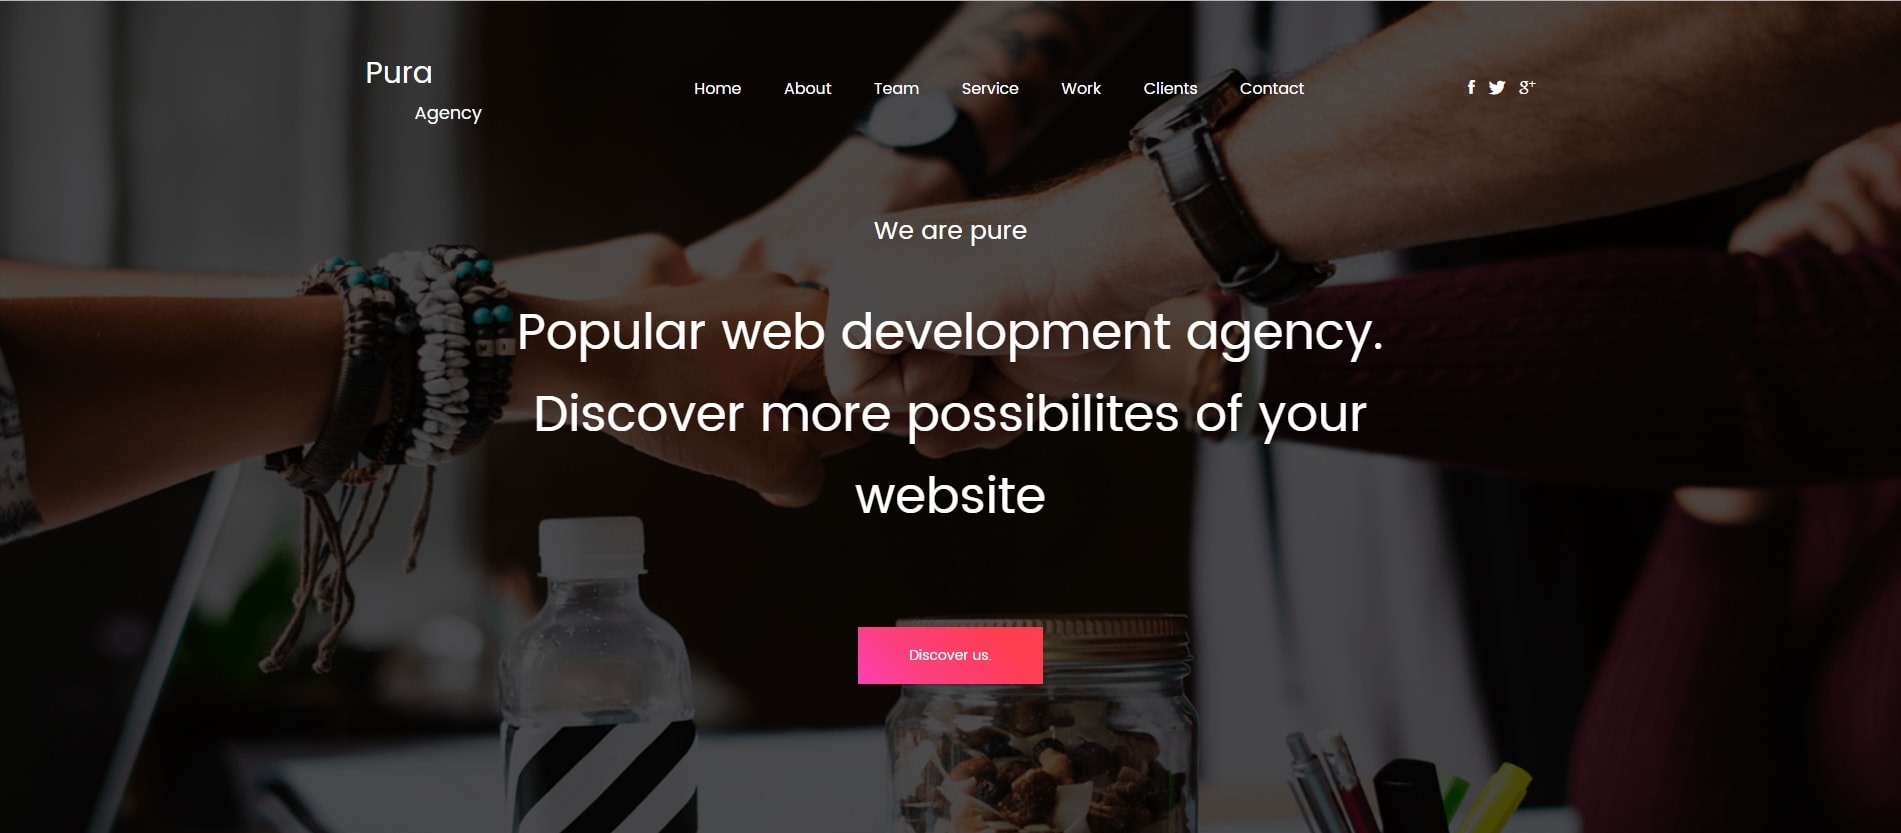 Pura
Agency
Home About Team Service Work Clients Contact
We are pure
Popular web development agency.
Discover more possibilites of your
website
Discover us.